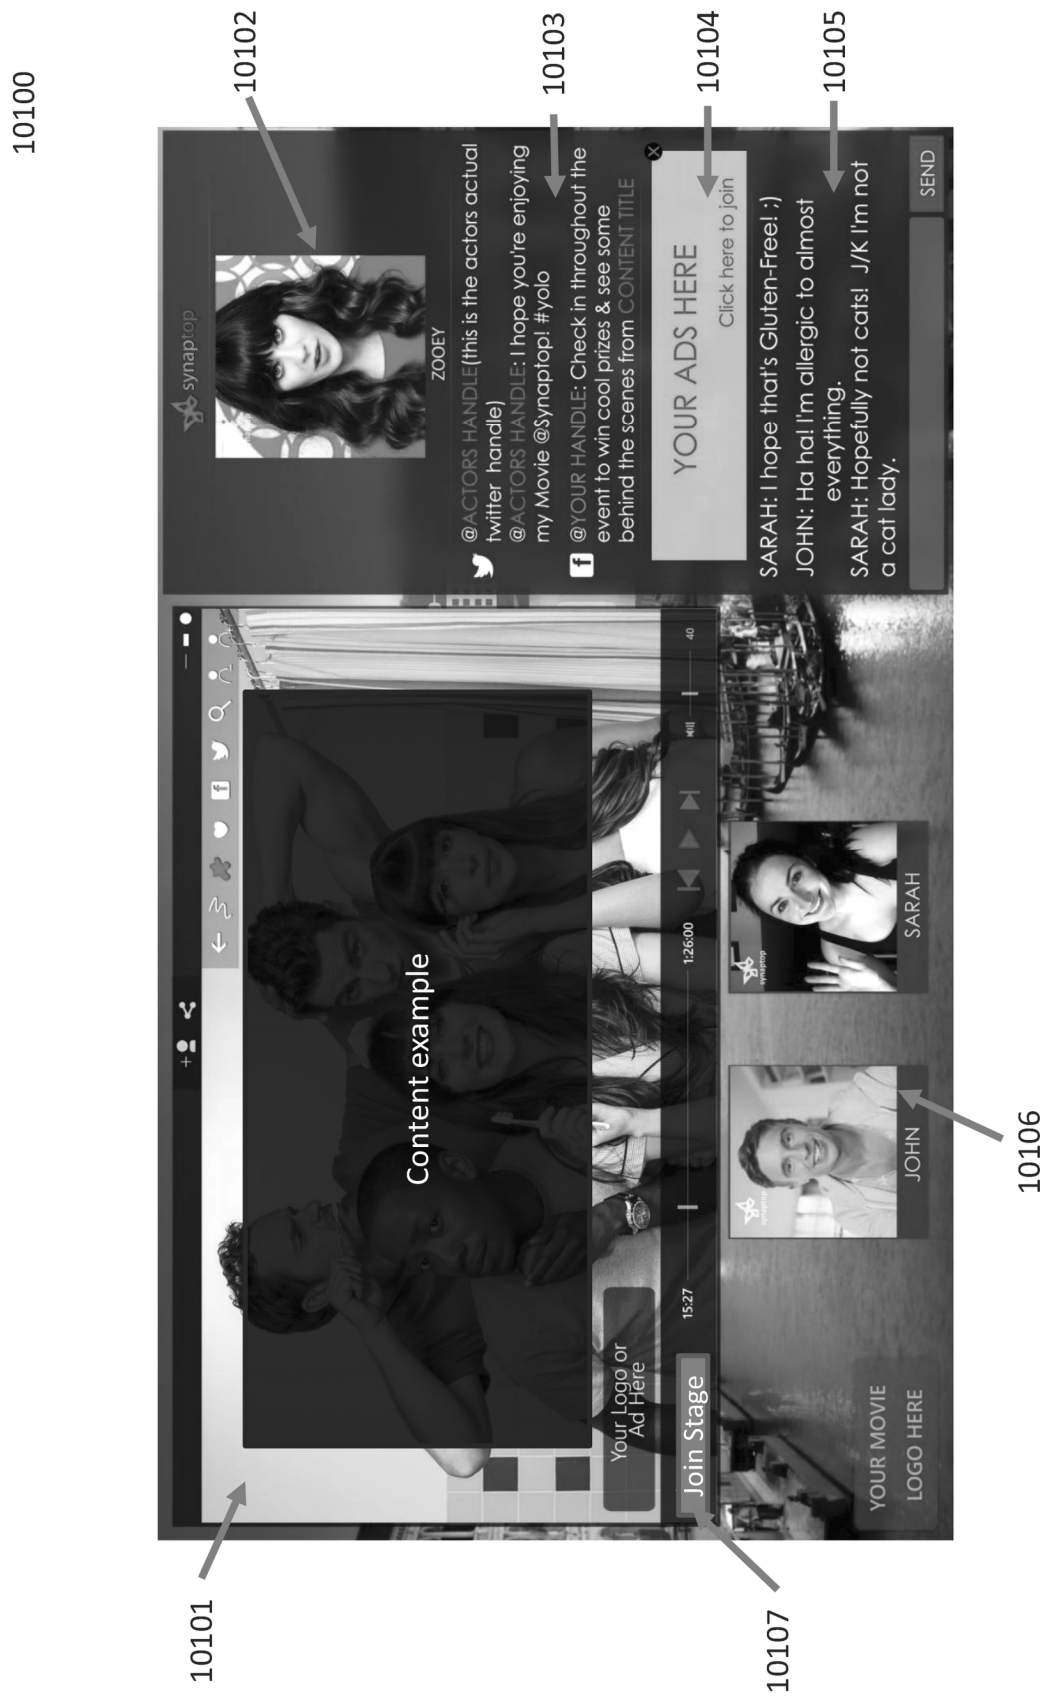 10100
10102
10103
10104
10105
synaptop
ZOOEY
@ACTORS HANDLE(this is the actors actual
twitter handle)
@ACTORS HANDLE: I hope you're enjoying
my Movie @Synaptop! #yolo
f
@YOUR HANDLE: Check in throughout the
event to win cool prizes & see some
behind the scenes from CONTENT TITLE
X
YOUR ADS HERE
Click here to join
SARAH: I hope that's Gluten-Free! ;)
JOHN: Ha ha! I'm allergic to almost
everything.
SARAH: Hopefully not cats! J/K I'm not
a cat lady.
SEND
f
Content example
Your Logo or
Ad Here
Join Stage
15:27
1:26:00
40
YOUR MOVIE
LOGO HERE
synaptop
JOHN
synaptop
SARAH
10101
10107
10106